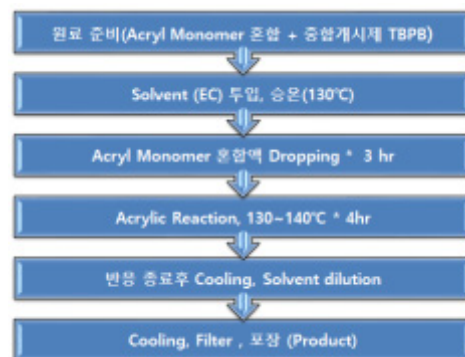 원료 준비(Acryl Monomer 혼합 + 중합개시제 TBPB)
Solvent (EC) 투입, 승온(130℃)
Acryl Monomer 혼합액 Dropping * 3 hr
Acrylic Reaction, 130~140℃ * 4hr
반응 종료후 Cooling, Solvent dilution
Cooling, Filter , 포장 (Product)